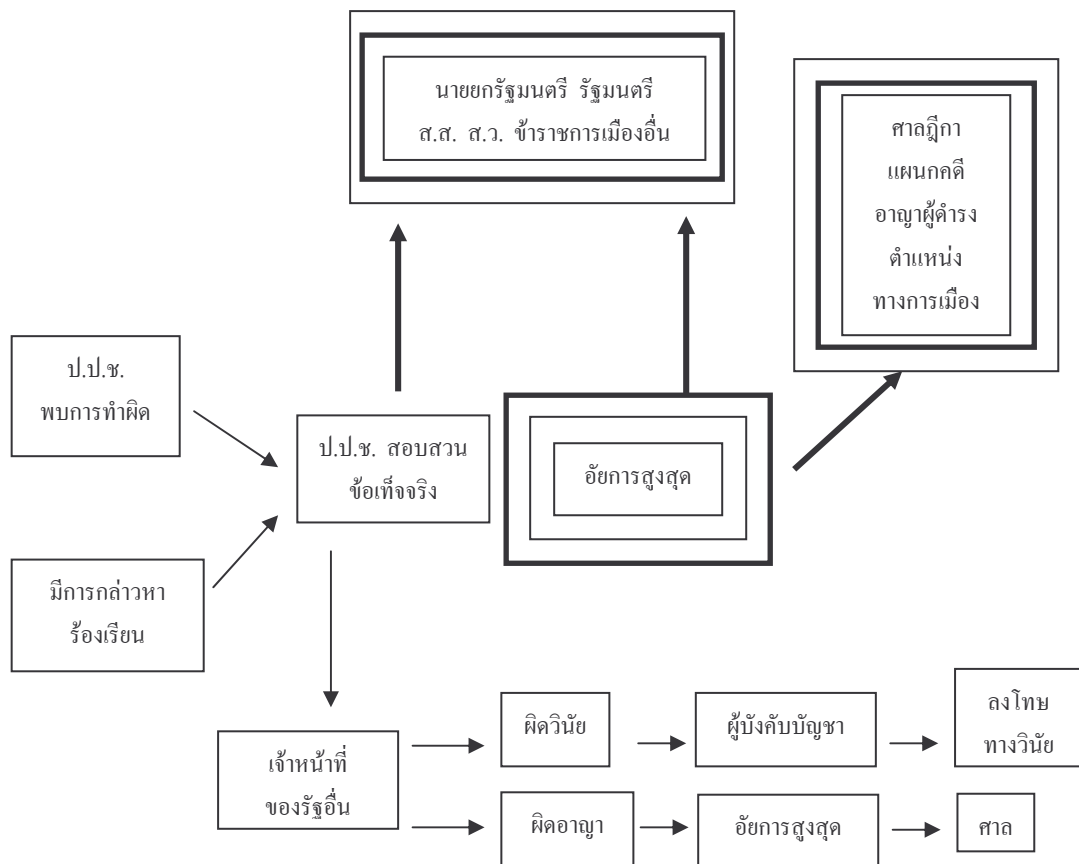 นายยกรัฐมนตรี รัฐมนตรี
ส.ส. ส.ว. ข้าราชการเมืองอื่น
ศาลฎีกา
แผนกคดี
อาญาผู้ดำรง
ตำแหน่ง
ทางการเมือง
ป.ป.ช.
พบการทำผิด
ป.ป.ช. สอบสวน
ข้อเท็จจริง
อัยการสูงสุด
มีการกล่าวหา
ร้องเรียน
เจ้าหน้าที่
ของรัฐอื่น
ผิดวินัย
ผู้บังคับบัญชา
ลงโทษ
ทางวินัย
ผิดอาญา
อัยการสูงสุด
ศาล